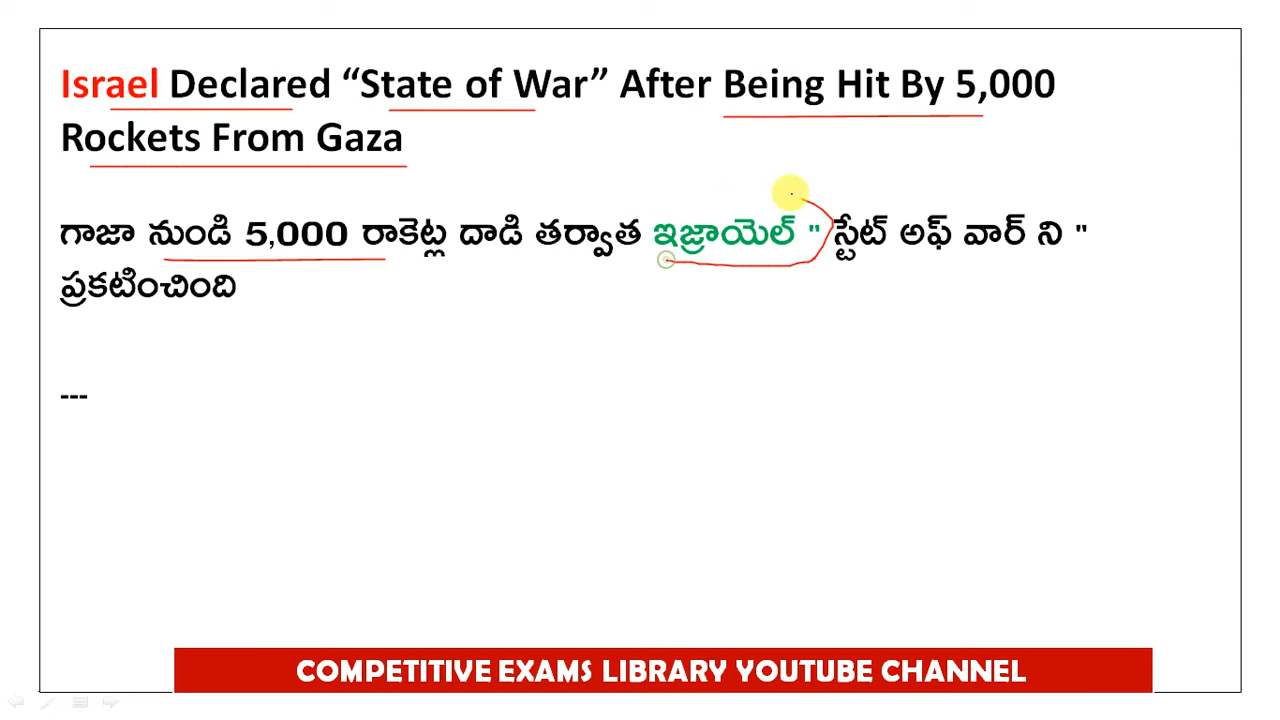 Israel Declared “State of War” After Being Hit By 5,000
Rockets From Gaza
గాజా నుండి 5,000 రాకెట్ల దాడి తర్వాత ఇజ్రాయెల్ " స్టేట్ అఫ్ వార్ ని "
ప్రకటించింది
---
COMPETITIVE EXAMS LIBRARY YOUTUBE CHANNEL